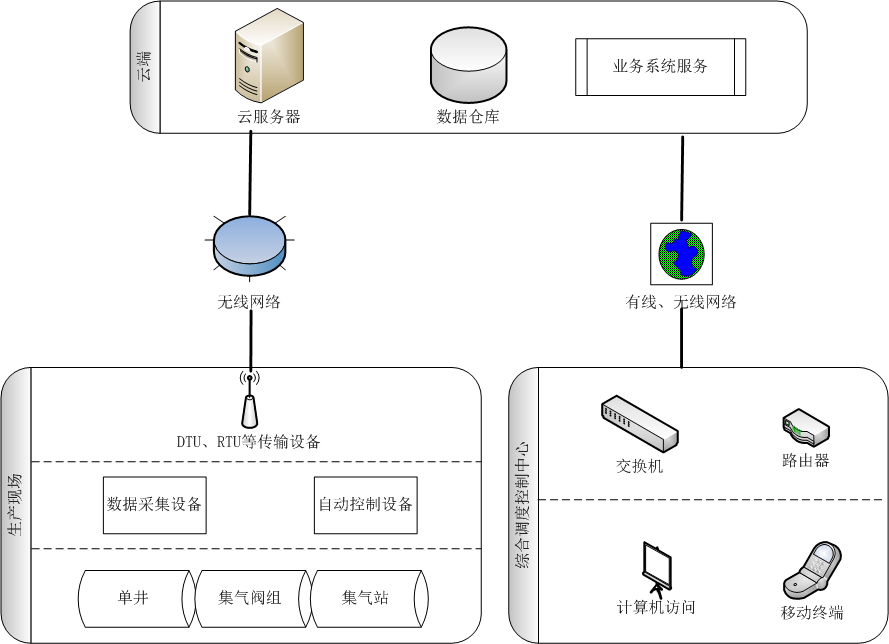 云端
云服务器
数据仓库
业务系统服务
无线网络
有线、无线网络
生产现场
DTU、RTU等传输设备
数据采集设备
自动控制设备
单井
集气阀组
集气站
综合调度控制中心
交换机
路由器
计算机访问
移动终端